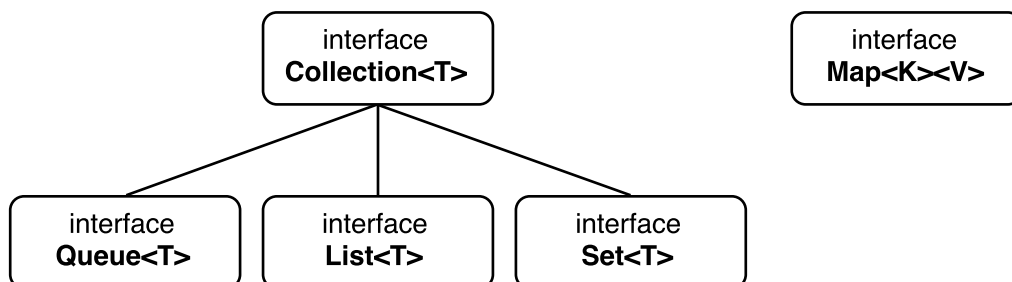 interface
Collection<T>
interface
Map<K><V>
interface
Queue<T>
interface
List<T>
interface
Set<T>